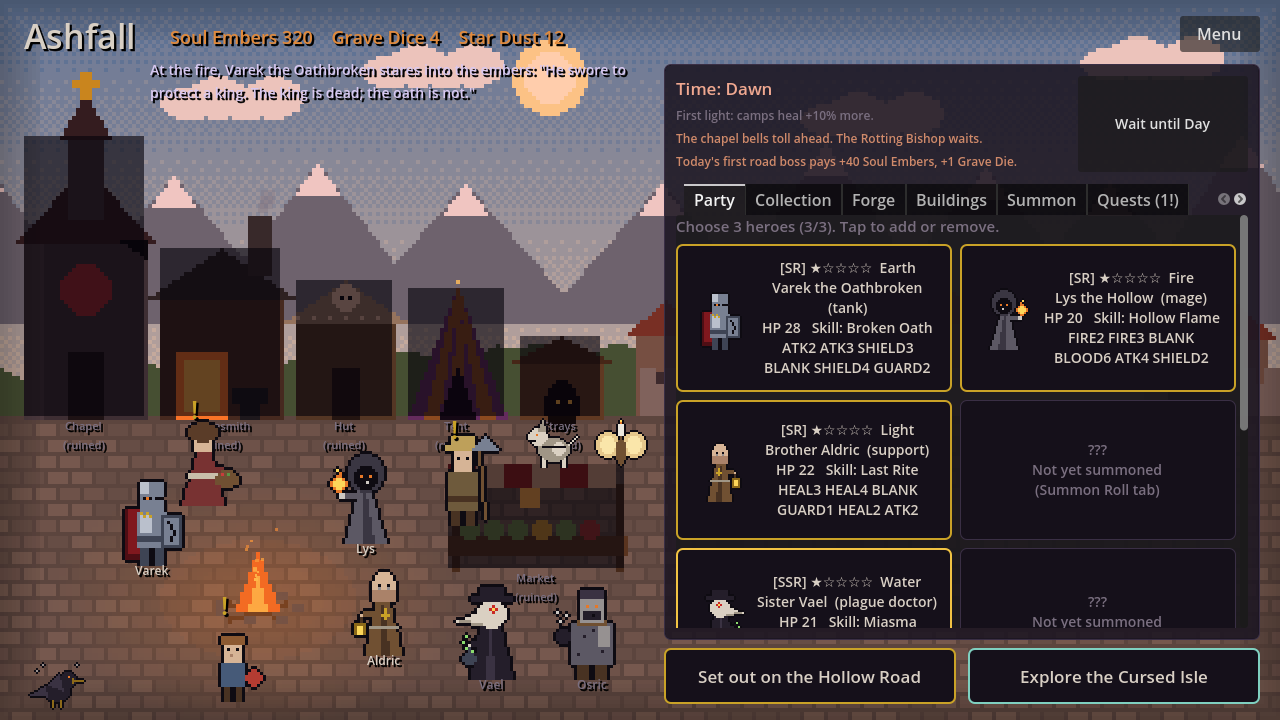 Ashfall
Soul Embers 320 Grave Dice 4 Star Dust 12
Menu
At the fire, Varek the Oathbroken stares into the embers: "He swore to
protect a king. The king is dead; the oath is not."
Time: Dawn
First light: camps heal +10% more.
The chapel bells toll ahead. The Rotting Bishop waits.
Today's first road boss pays +40 Soul Embers, +1 Grave Die.
Wait until Day
Party Collection Forge Buildings Summon Quests (1!)
Choose 3 heroes (3/3). Tap to add or remove.
[SR] ★☆☆☆☆ Earth
Varek the Oathbroken
(tank)
HP 28 Skill: Broken Oath
ATK2 ATK3 SHIELD3
BLANK SHIELD4 GUARD2
[SR] ★☆☆☆☆ Fire
Lys the Hollow (mage)
HP 20 Skill: Hollow Flame
FIRE2 FIRE3 BLANK
BLOOD6 ATK4 SHIELD2
[SR] ★☆☆☆☆ Light
Brother Aldric (support)
HP 22 Skill: Last Rite
HEAL3 HEAL4 BLANK
GUARD1 HEAL2 ATK2
???
Not yet summoned
(Summon Roll tab)
[SSR] ★☆☆☆☆ Water
Sister Vael (plague doctor)
HP 21 Skill: Miasma
???
Not yet summoned
Chapel
(ruined)
Hut
(ruined)
Varek
Lys
Market
(ruined)
Aldric
Vael
Osric
Set out on the Hollow Road
Explore the Cursed Isle